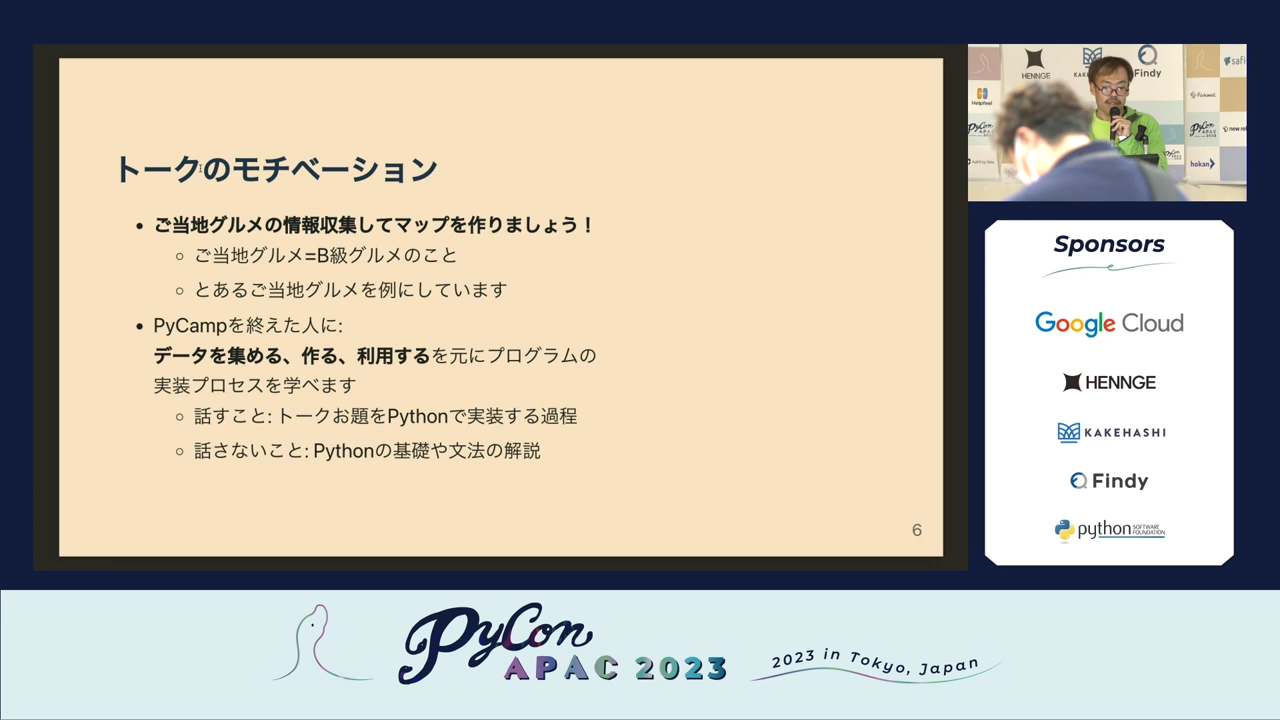 トークのモチベーション
ご当地グルメの情報収集してマップを作りましょう！
ご当地グルメ=B級グルメのこと
とあるご当地グルメを例にしています
PyCampを終えた人に:
データを集める、作る、利用するを元にプログラムの
実装プロセスを学べます
話すこと: トークお題をPythonで実装する過程
話さないこと: Pythonの基礎や文法の解説
6
HENNGE
Findy
Helpfeel
Forkwell
hokan
Sponsors
Google Cloud
HENNGE
KAKEHASHI
Findy
python SOFTWARE FOUNDATION
PyCon
APAC 2023
2023 in Tokyo, Japan